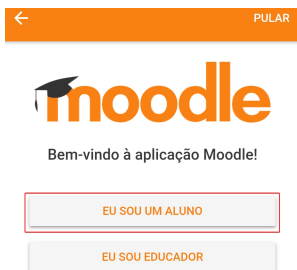 PULAR
moodle
Bem-vindo à aplicação Moodle!
EU SOU UM ALUNO
EU SOU EDUCADOR